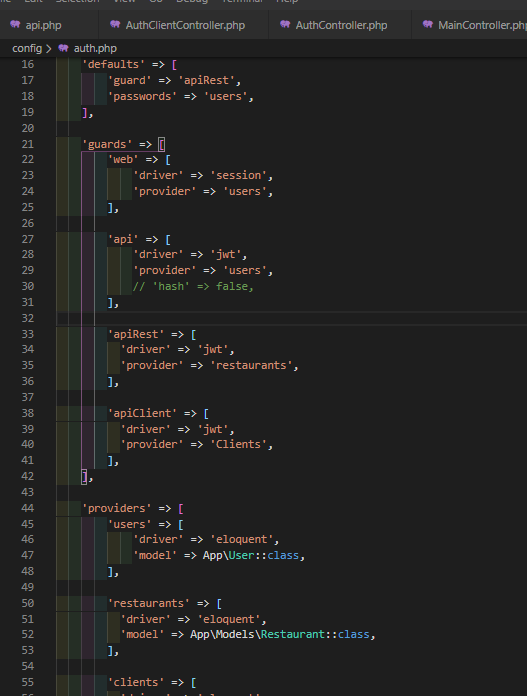 Selection
Go
Debug
Terminal
Help
api.php
AuthClientController.php
AuthController.php
MainController.php
config > auth.php
16 'defaults' => [
17 'guard' => 'apiRest',
18 'passwords' => 'users',
19 ],
20
21 'guards' => [
22 'web' => [
23 'driver' => 'session',
24 'provider' => 'users',
25 ],
26
27 'api' => [
28 'driver' => 'jwt',
29 'provider' => 'users',
30 // 'hash' => false,
31 ],
32
33 'apiRest' => [
34 'driver' => 'jwt',
35 'provider' => 'restaurants',
36 ],
37
38 'apiClient' => [
39 'driver' => 'jwt',
40 'provider' => 'Clients',
41 ],
42 ],
43
44 'providers' => [
45 'users' => [
46 'driver' => 'eloquent',
47 'model' => App\User::class,
48 ],
49
50 'restaurants' => [
51 'driver' => 'eloquent',
52 'model' => App\Models\Restaurant::class,
53 ],
54
55 'clients' => [